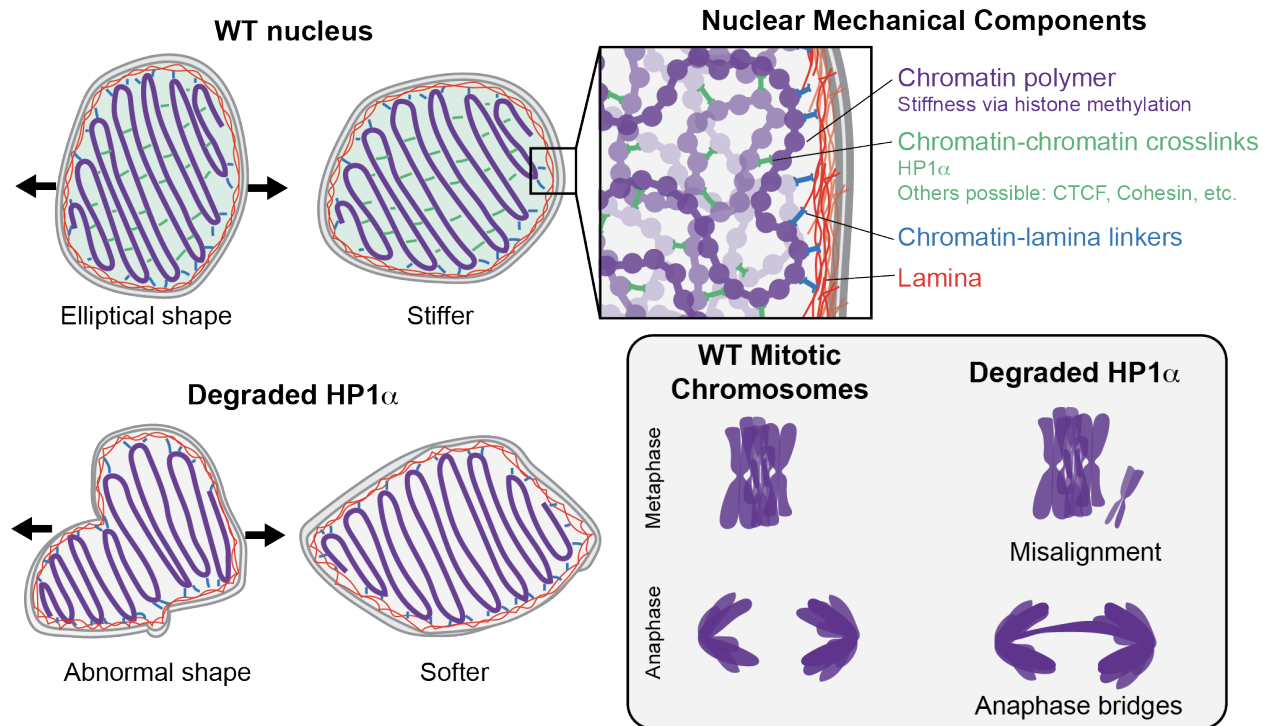 WT nucleus
Elliptical shape
Stiffer
Nuclear Mechanical Components
Chromatin polymer
Stiffness via histone methylation
Chromatin-chromatin crosslinks
HP1α
Others possible: CTCF, Cohesin, etc.
Chromatin-lamina linkers
Lamina
Degraded HP1α
Abnormal shape
Softer
WT Mitotic
Chromosomes
Degraded HP1α
Metaphase
Misalignment
Anaphase
Anaphase bridges